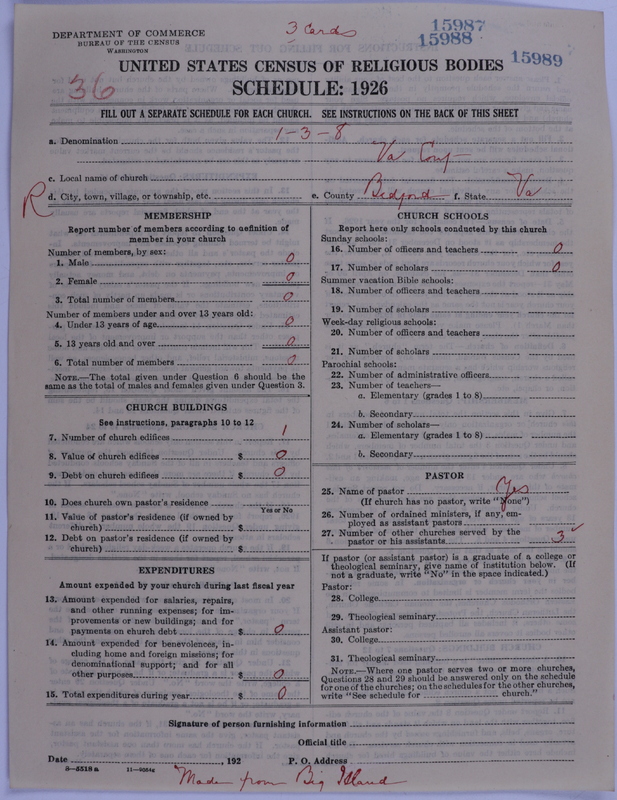 DEPARTMENT OF COMMERCE
BUREAU OF THE CENSUS
WASHINGTON
3 Cards
15987
15988
15989
36
UNITED STATES CENSUS OF RELIGIOUS BODIES
SCHEDULE: 1926
FILL OUT A SEPARATE SCHEDULE FOR EACH CHURCH. SEE INSTRUCTIONS ON THE BACK OF THIS SHEET
a. Denomination 1-3-8
Va Conf
c. Local name of church
R
d. City, town, village, or township, etc. e. County Bedford f. State Va
MEMBERSHIP
Report number of members according to definition of
member in your church
Number of members, by sex:
1. Male 0
2. Female 0
3. Total number of members 0
Number of members under and over 13 years old:
4. Under 13 years of age 0
5. 13 years old and over 0
6. Total number of members 0
NOTE.—The total given under Question 6 should be the
same as the total of males and females given under Question 3.
CHURCH BUILDINGS
See instructions, paragraphs 10 to 12
7. Number of church edifices 1
8. Value of church edifices $ 0
9. Debt on church edifices $ 0
10. Does church own pastor's residence
Yes or No
11. Value of pastor's residence (if owned by
church) $
12. Debt on pastor's residence (if owned by
church) $
EXPENDITURES
Amount expended by your church during last fiscal year
13. Amount expended for salaries, repairs,
and other running expenses; for im-
provements or new buildings; and for
payments on church debt $ 0
14. Amount expended for benevolences, in-
cluding home and foreign missions; for
denominational support; and for all
other purposes $ 0
15. Total expenditures during year $ 0
CHURCH SCHOOLS
Report here only schools conducted by this church
Sunday schools:
16. Number of officers and teachers 0
17. Number of scholars 0
Summer vacation Bible schools:
18. Number of officers and teachers
19. Number of scholars
Week-day religious schools:
20. Number of officers and teachers
21. Number of scholars
Parochial schools:
22. Number of administrative officers
23. Number of teachers—
a. Elementary (grades 1 to 8)
b. Secondary
24. Number of scholars—
a. Elementary (grades 1 to 8)
b. Secondary
PASTOR
25. Name of pastor Yes
(If church has no pastor, write "None")
26. Number of ordained ministers, if any, em-
ployed as assistant pastors
27. Number of other churches served by the
pastor or his assistants 3 ✓
If pastor (or assistant pastor) is a graduate of a college or
theological seminary, give name of institution below. (If
not a graduate, write "No" in the space indicated.)
Pastor:
28. College
29. Theological seminary
Assistant pastor:
30. College
31. Theological seminary
NOTE.—Where one pastor serves two or more churches,
Questions 28 and 29 should be answered only on the schedule
for one of the churches; on the schedules for the other churches,
write "See schedule for church."
Signature of person furnishing information
Official title
Date , 192 P. O. Address
8—5518 a
Made from Big Island